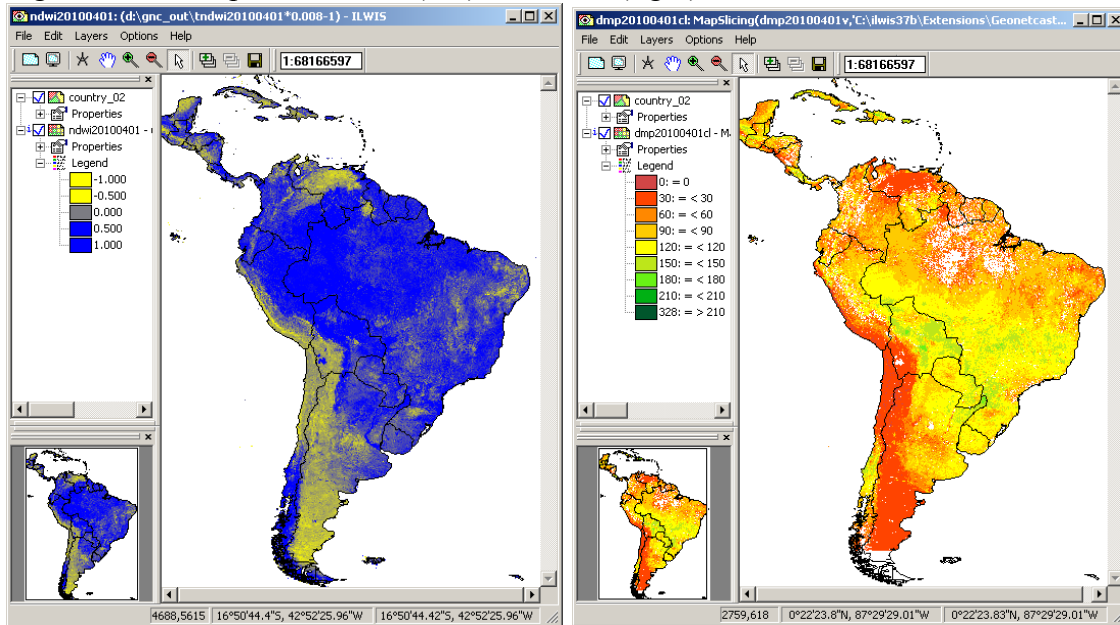 ndwi20100401: (d:\gnc_out\tndwi20100401*0.008-1) - ILWIS
File Edit Layers Options Help
1:68166597
country_02
Properties
ndwi20100401 -
Properties
Legend
-1.000
-0.500
0.000
0.500
1.000
4688,5615 16°50'44.4"S, 42°52'25.96"W 16°50'44.42"S, 42°52'25.96"W
dmp20100401cl: MapSlicing(dmp20100401v,'C:\ilwis37b\Extensions\Geonetcast...
File Edit Layers Options Help
1:68166597
country_02
Properties
dmp20100401cl - M
Properties
Legend
0: = 0
30: = < 30
60: = < 60
90: = < 90
120: = < 120
150: = < 150
180: = < 180
210: = < 210
328: = > 210
2759,618 0°22'23.8"N, 87°29'29.01"W 0°22'23.83"N, 87°29'29.01"W